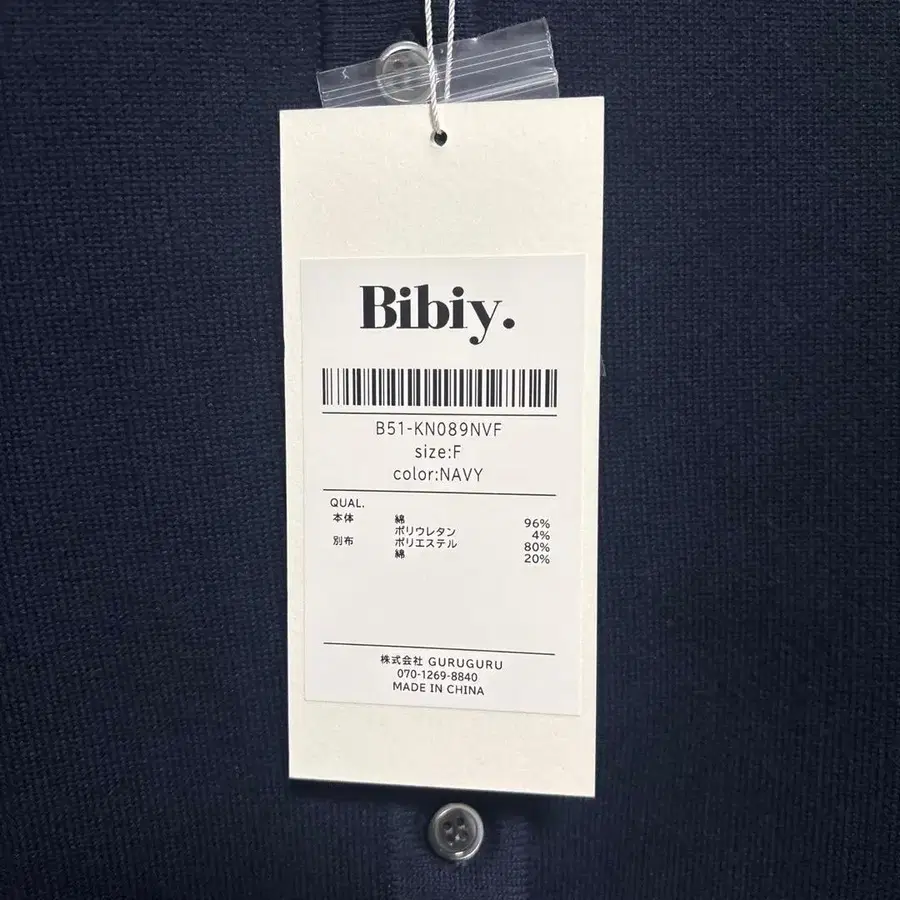 Bibiy.
B51-KN089NVF
size:F
color:NAVY
QUAL.
本体 綿 96%
ポリウレタン 4%
別布 ポリエステル 80%
綿 20%
株式会社 GURUGURU
070-1269-8840
MADE IN CHINA